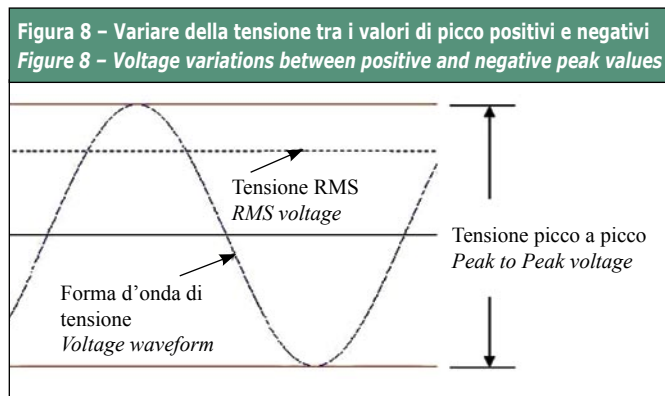 Figura 8 – Variare della tensione tra i valori di picco positivi e negativi
Figure 8 – Voltage variations between positive and negative peak values
Tensione RMS
RMS voltage
Tensione picco a picco
Peak to Peak voltage
Forma d’onda di
tensione
Voltage waveform